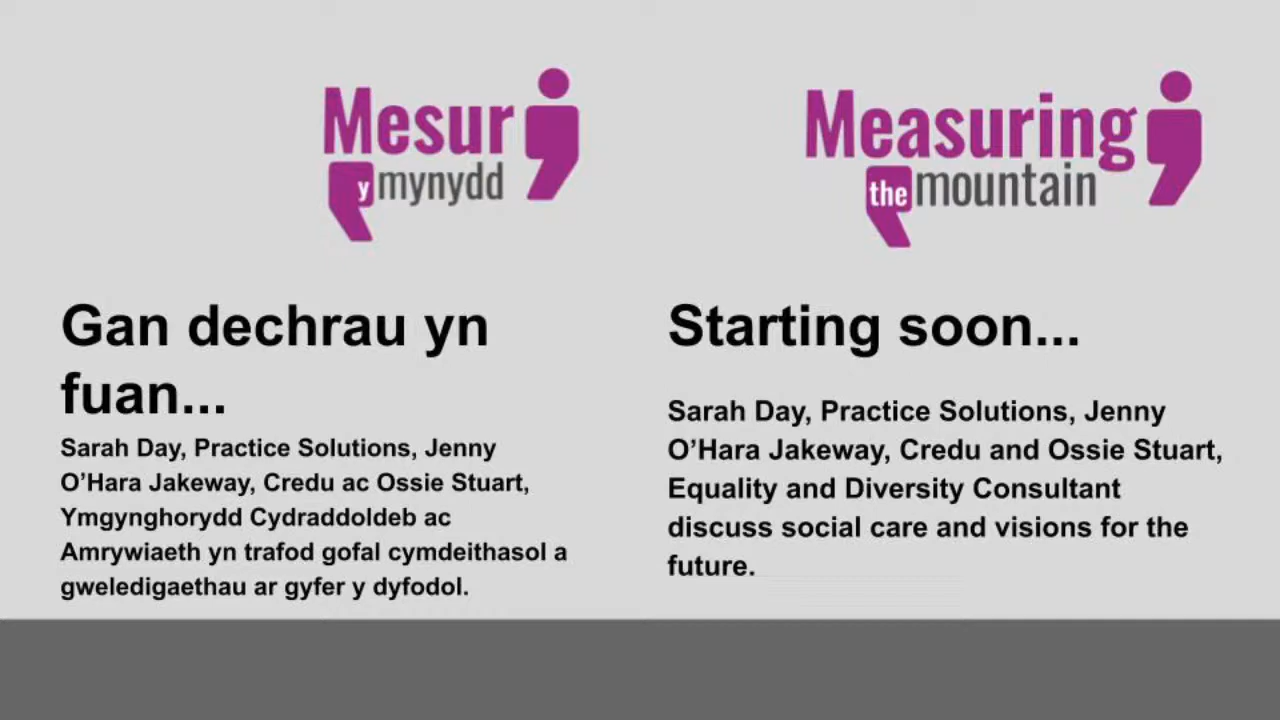 Mesur
y mynydd
Gan dechrau yn
fuan...
Sarah Day, Practice Solutions, Jenny
O’Hara Jakeway, Credu ac Ossie Stuart,
Ymgynghorydd Cydraddoldeb ac
Amrywiaeth yn trafod gofal cymdeithasol a
gweledigaethau ar gyfer y dyfodol.
Measuring
the mountain
Starting soon...
Sarah Day, Practice Solutions, Jenny
O’Hara Jakeway, Credu and Ossie Stuart,
Equality and Diversity Consultant
discuss social care and visions for the
future.